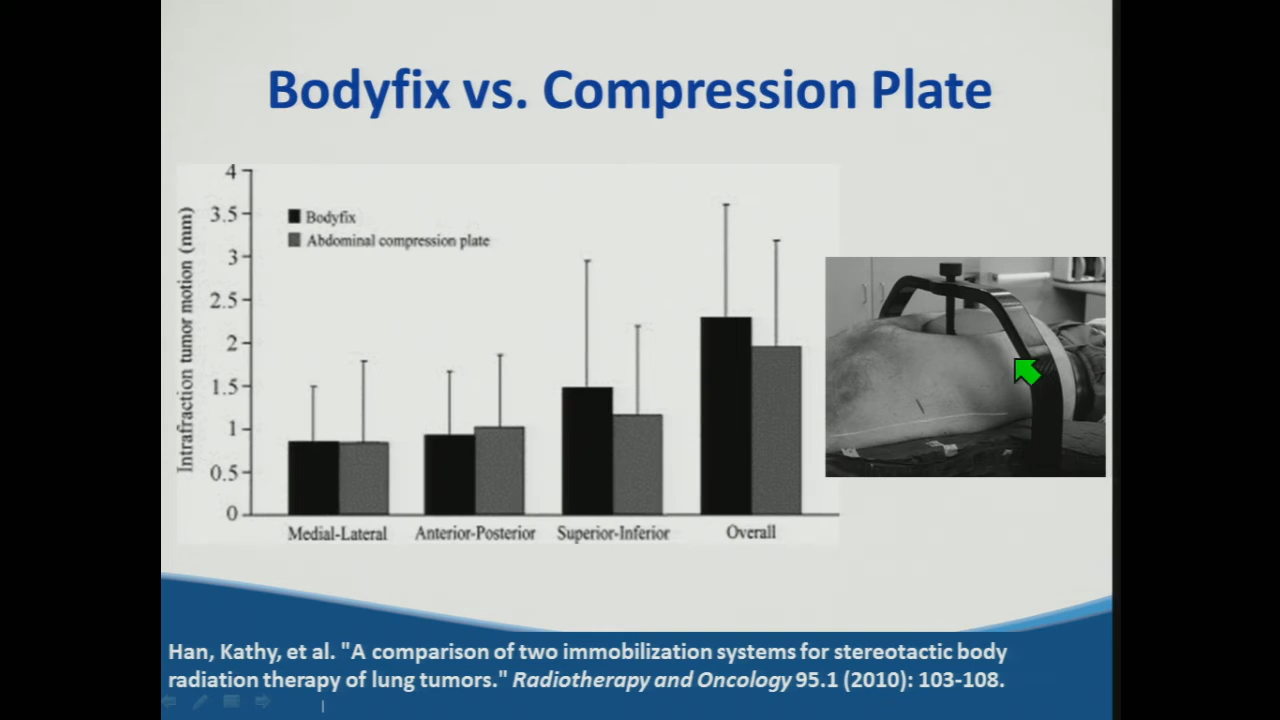 Bodyfix vs. Compression Plate
4
3.5
3
2.5
2
1.5
1
0.5
0
Intrafraction tumor motion (mm)
Bodyfix
Abdominal compression plate
Medial-Lateral
Anterior-Posterior
Superior-Inferior
Overall
Han, Kathy, et al. "A comparison of two immobilization systems for stereotactic body
radiation therapy of lung tumors." Radiotherapy and Oncology 95.1 (2010): 103-108.